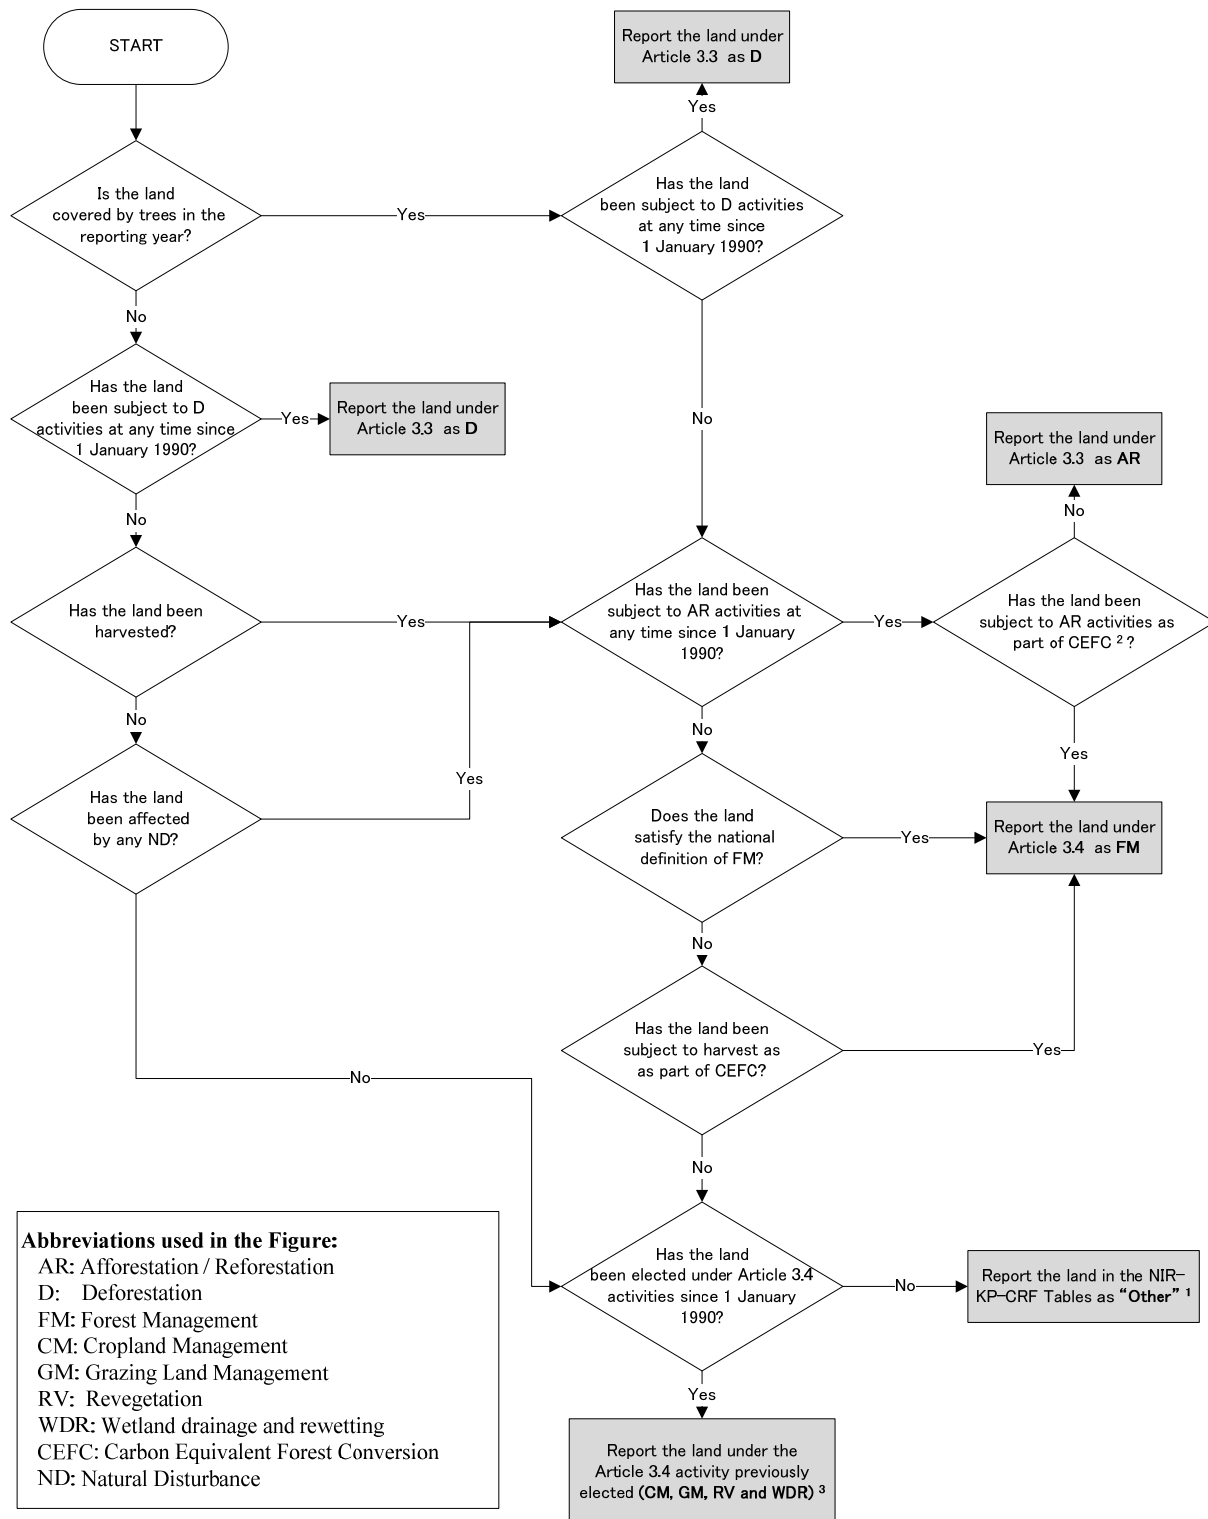 START
Report the land under
Article 3.3 as D
Yes
Is the land
covered by trees in the
reporting year?
Yes
Has the land
been subject to D activities
at any time since
1 January 1990?
No
Has the land
been subject to D
activities at any time since
1 January 1990?
Yes
Report the land under
Article 3.3 as D
No
Report the land under
Article 3.3 as AR
No
No
Has the land been
harvested?
Yes
Has the land been
subject to AR activities at
any time since 1 January
1990?
Yes
Has the land been
subject to AR activities as
part of CEFC ² ?
No
No
Yes
Has the land
been affected
by any ND?
Yes
Does the land
satisfy the national
definition of FM?
Yes
Report the land under
Article 3.4 as FM
No
Has the land been
subject to harvest as
as part of CEFC?
Yes
No
No
Has the land
been elected under Article 3.4
activities since 1 January
1990?
No
Report the land in the NIR-
KP-CRF Tables as “Other” ¹
Yes
Report the land under the
Article 3.4 activity previously
elected (CM, GM, RV and WDR) ³
Abbreviations used in the Figure:
AR: Afforestation / Reforestation
D: Deforestation
FM: Forest Management
CM: Cropland Management
GM: Grazing Land Management
RV: Revegetation
WDR: Wetland drainage and rewetting
CEFC: Carbon Equivalent Forest Conversion
ND: Natural Disturbance